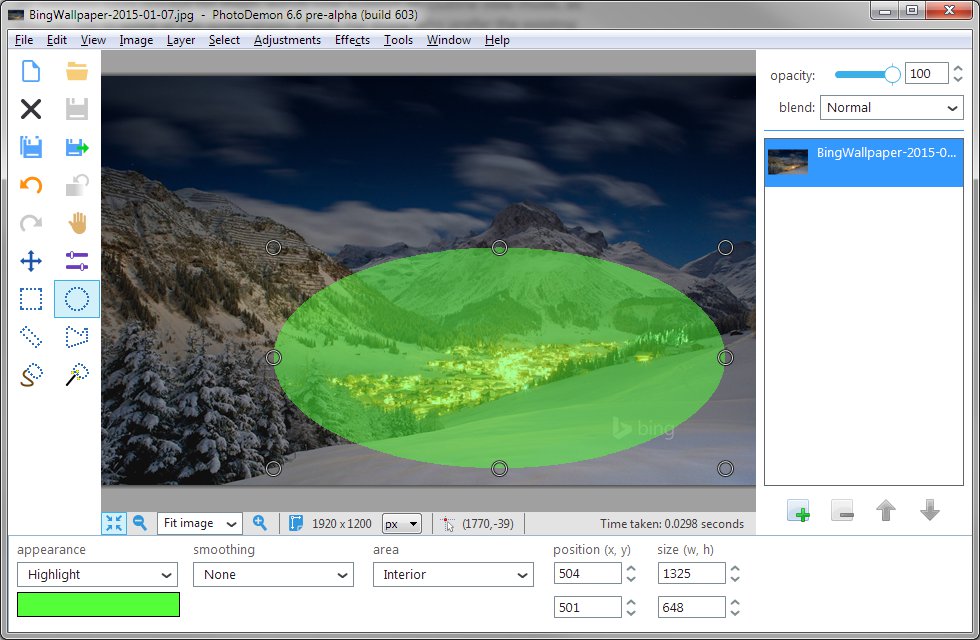 BingWallpaper-2015-01-07.jpg - PhotoDemon 6.6 pre-alpha (build 603)
File Edit View Image Layer Select Adjustments Effects Tools Window Help
opacity: 100
blend: Normal
BingWallpaper-2015-0...
bing
Fit image 1920 x 1200 px (1770,-39) Time taken: 0.0298 seconds
appearance smoothing area position (x, y) size (w, h)
Highlight None Interior 504 1325
501 648